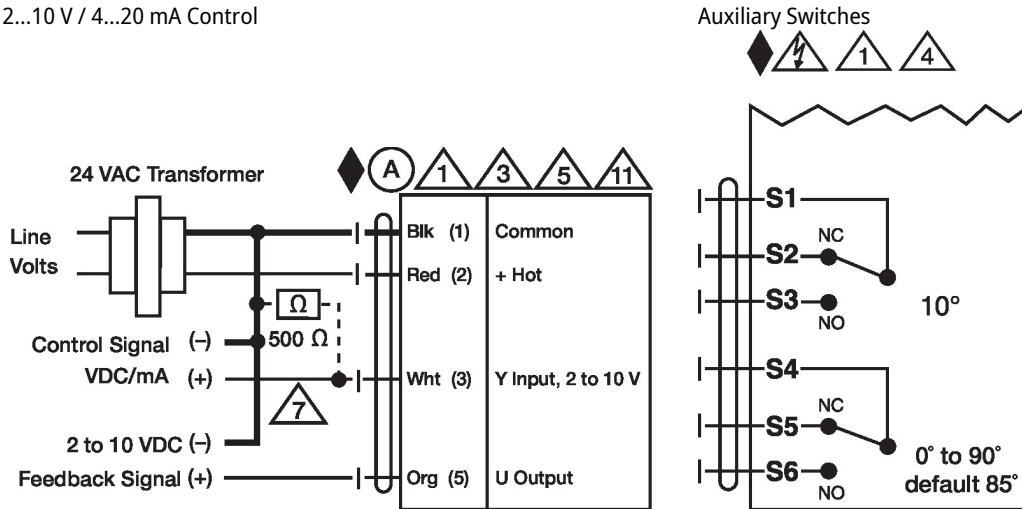 2...10 V / 4...20 mA Control
24 VAC Transformer
A 1 3 5 11
Line
Volts
Blk (1) Common
Red (2) + Hot
Ω
500 Ω
Control Signal (–)
VDC/mA (+)
7
Wht (3) Y Input, 2 to 10 V
2 to 10 VDC (–)
Feedback Signal (+)
Org (5) U Output
Auxiliary Switches
1 4
S1
NC
S2
S3
NO
10°
S4
NC
S5
S6
NO
0° to 90°
default 85°